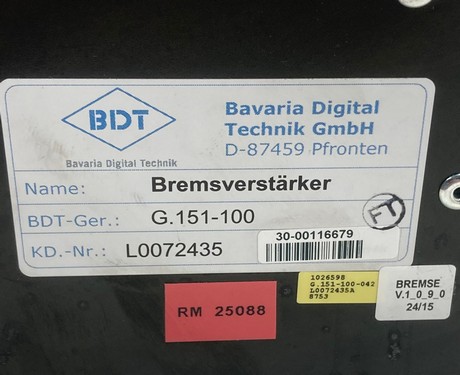 BDT
Bavaria Digital Technik
Bavaria Digital
Technik GmbH
D-87459 Pfronten
Name: Bremsverstärker
BDT-Ger.: G.151-100
FT
KD.-Nr.: L0072435
30-00116679
RM 25088
1026598
G.151-100-042
L0072435A
8753
BREMSE
V.1_0_9_0
24/15